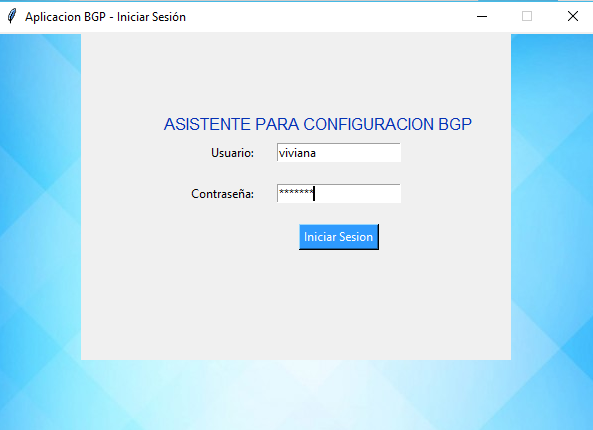 Aplicacion BGP - Iniciar Sesión
ASISTENTE PARA CONFIGURACION BGP
Usuario: viviana
Contraseña: *******
Iniciar Sesion